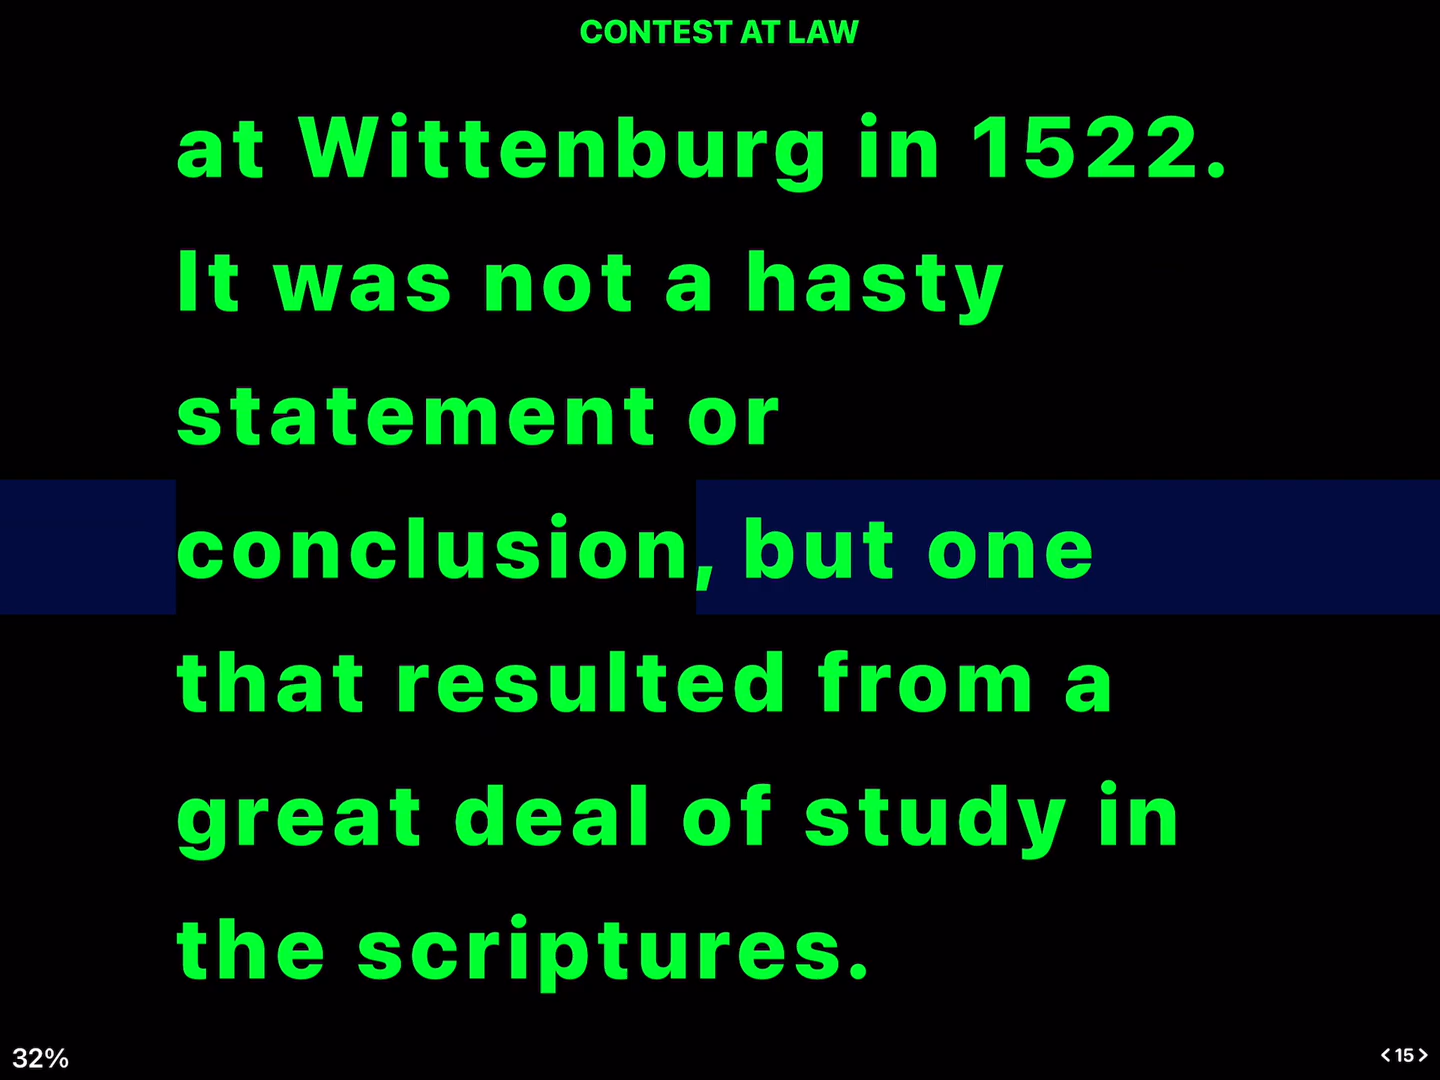 CONTEST AT LAW
at Wittenburg in 1522.
It was not a hasty
statement or
conclusion, but one
that resulted from a
great deal of study in
the scriptures.
32%
<15>